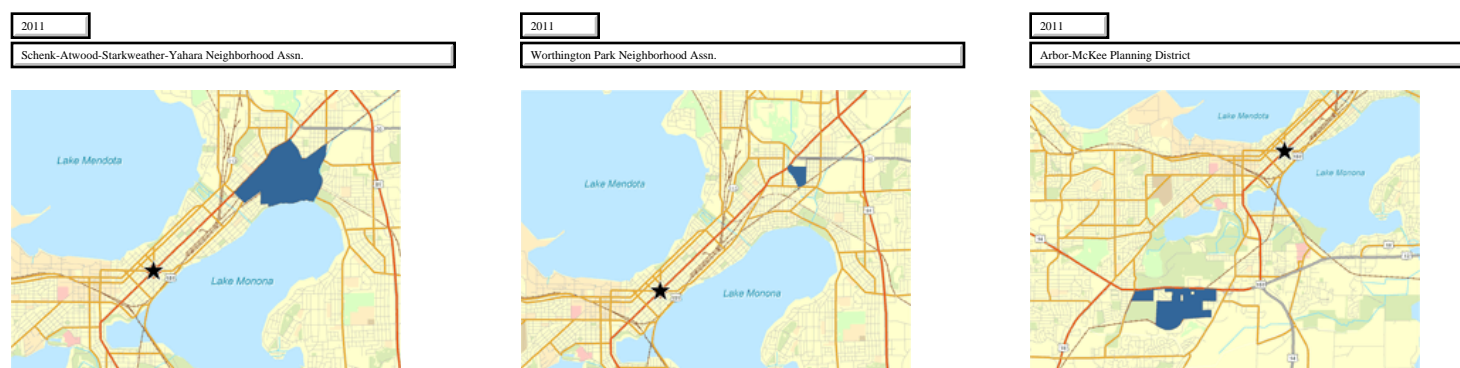 2011
Schenk-Atwood-Starkweather-Yahara Neighborhood Assn.
Lake Mendota
Lake Monona
2011
Worthington Park Neighborhood Assn.
Lake Mendota
Lake Monona
2011
Arbor-McKee Planning District
Lake Mendota
Lake Monona